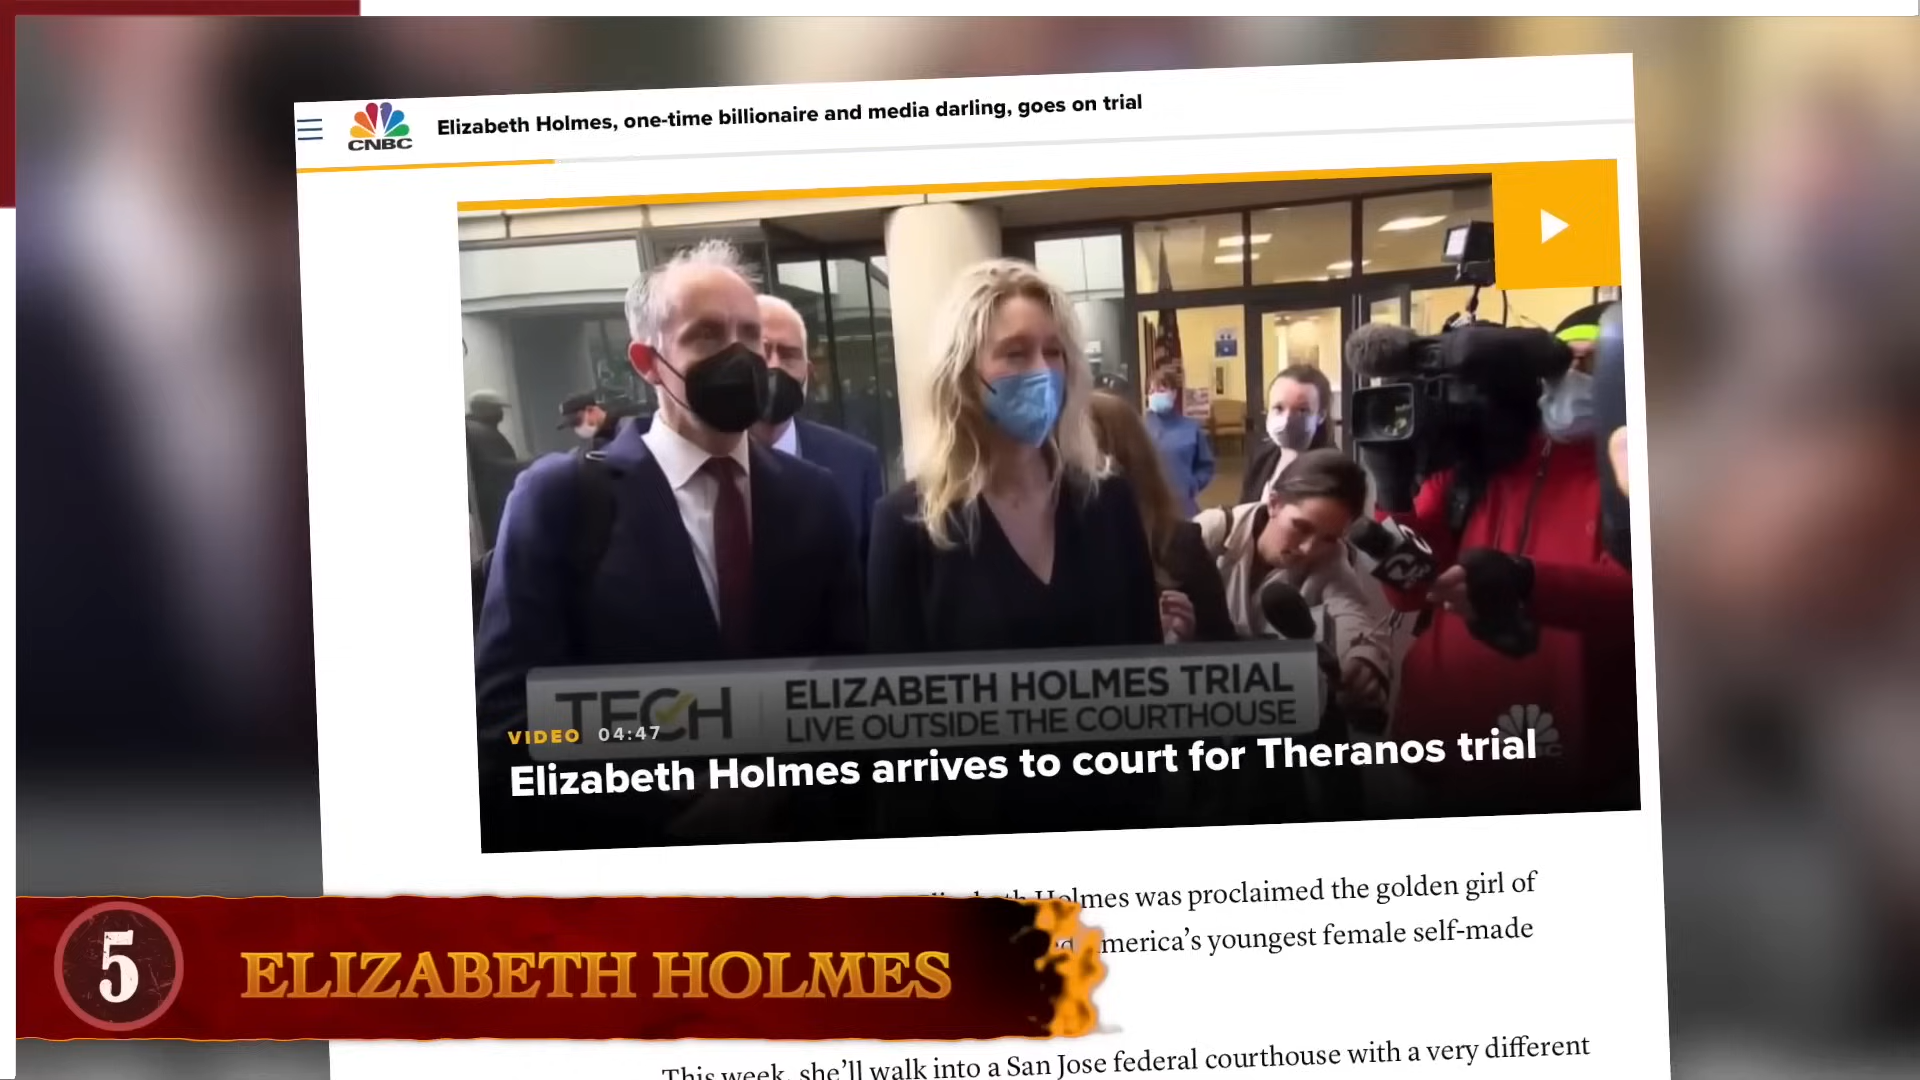 CNBC
Elizabeth Holmes, one-time billionaire and media darling, goes on trial
TECH
ELIZABETH HOLMES TRIAL
LIVE OUTSIDE THE COURTHOUSE
VIDEO 04:47
Elizabeth Holmes arrives to court for Theranos trial
Holmes was proclaimed the golden girl of
America's youngest female self-made
5 ELIZABETH HOLMES
This week, she'll walk into a San Jose federal courthouse with a very different